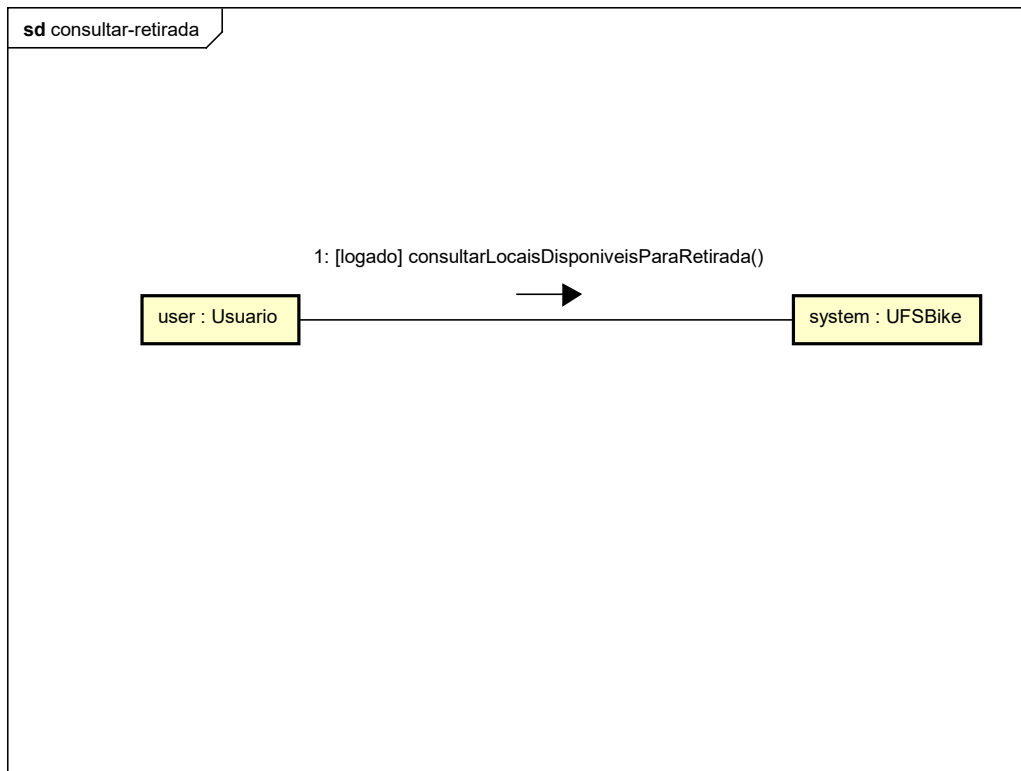 sd consultar-retirada
1: [logado] consultarLocaisDisponiveisParaRetirada()
user : Usuario
system : UFSBike